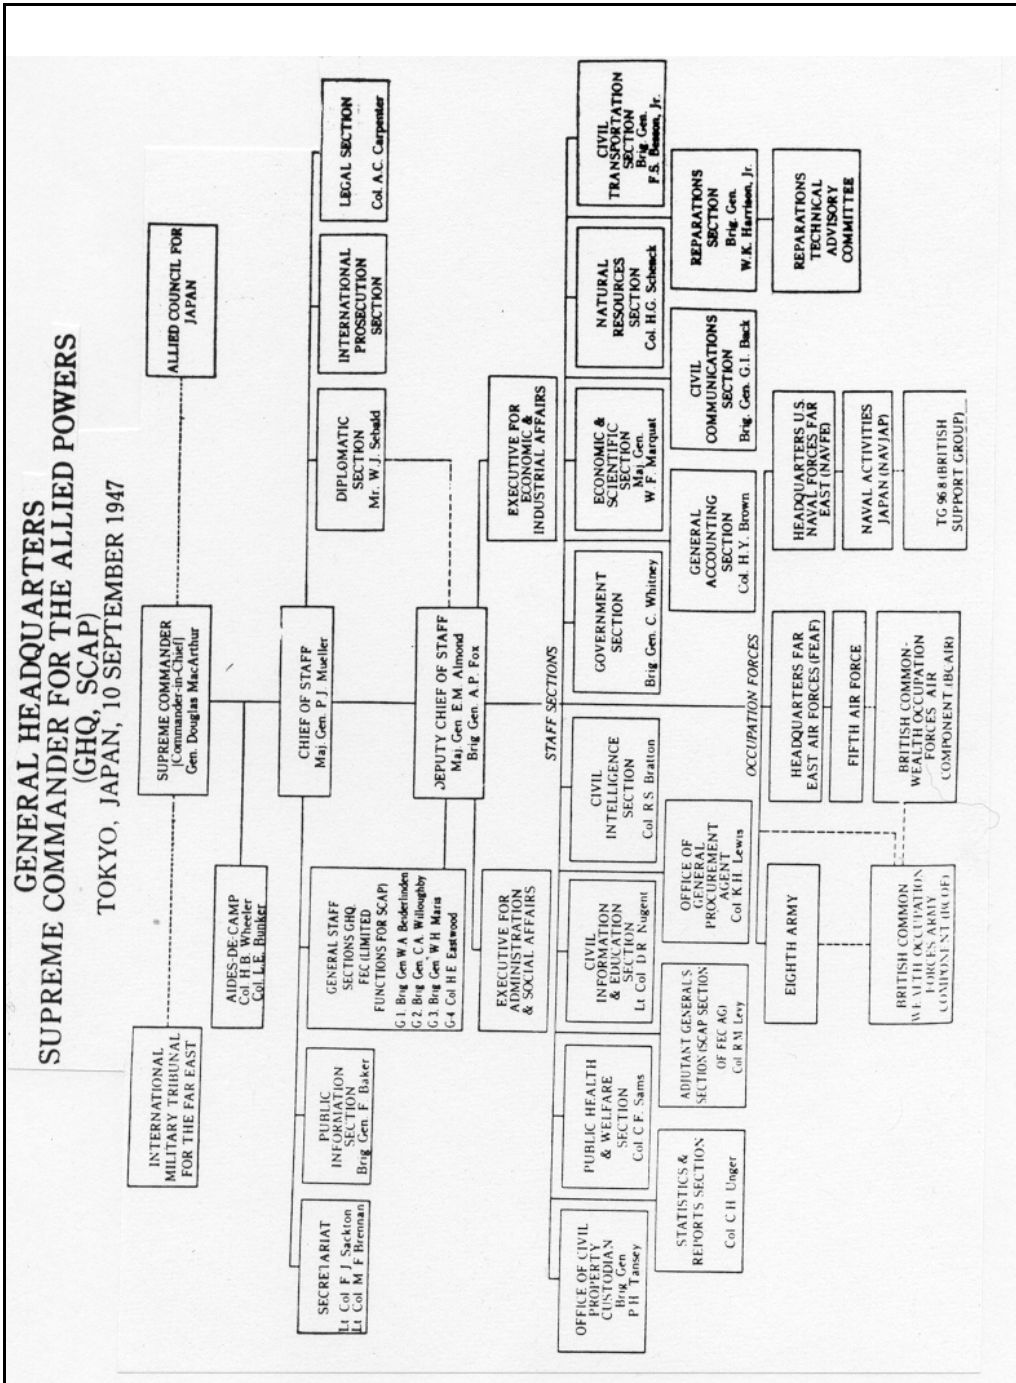 GENERAL HEADQUARTERS
SUPREME COMMANDER FOR THE ALLIED POWERS
(GHQ, SCAP)
TOKYO, JAPAN, 10 SEPTEMBER 1947
INTERNATIONAL
MILITARY TRIBUNAL
FOR THE FAR EAST
SUPREME COMMANDER
[Commander-in-Chief]
Gen. Douglas MacArthur
ALLIED COUNCIL FOR
JAPAN
AIDES-DE-CAMP
Col. H.B. Wheeler
Col. L.E. Bunker
CHIEF OF STAFF
Maj. Gen. P. J. Mueller
SECRETARIAT
Lt Col F J Sackton
Lt Col M F Brennan
PUBLIC
INFORMATION
SECTION
Brig Gen F. Baker
GENERAL STAFF
SECTIONS GHQ.
FEC (LIMITED
FUNCTIONS FOR SCAP)
G 1. Brig Gen W A Beiderlinden
G 2. Brig Gen C.A. Willoughby
G 3. Brig Gen W H Maris
G-4 Col H E Eastwood
DIPLOMATIC
SECTION
Mr. W.J. Sebald
INTERNATIONAL
PROSECUTION
SECTION
LEGAL SECTION
Col. A.C. Carpenter
DEPUTY CHIEF OF STAFF
Maj. Gen E.M. Almond
Brig Gen. A.P. Fox
EXECUTIVE FOR
ADMINISTRATION
& SOCIAL AFFAIRS
EXECUTIVE FOR
ECONOMIC &
INDUSTRIAL AFFAIRS
STAFF SECTIONS
OFFICE OF CIVIL
PROPERTY
CUSTODIAN
Brig Gen
P H Tansey
PUBLIC HEALTH
& WELFARE
SECTION
Col C F. Sams
CIVIL
INFORMATION
& EDUCATION
SECTION
Lt Col D R Nugent
CIVIL
INTELLIGENCE
SECTION
Col R.S. Bratton
GOVERNMENT
SECTION
Brig Gen. C. Whitney
ECONOMIC &
SCIENTIFIC
SECTION
Maj Gen.
W. F. Marquat
NATURAL
RESOURCES
SECTION
Col H.G. Schenck
CIVIL
TRANSPORTATION
SECTION
Brig. Gen.
F.S. Besson, Jr.
STATISTICS &
REPORTS SECTION
Col C H Unger
ADJUTANT GENERAL'S
SECTION (SCAP SECTION
OF FEC AG)
Col R M Levy
OFFICE OF
GENERAL
PROCUREMENT
AGENT
Col K H Lewis
GENERAL
ACCOUNTING
SECTION
Col. H.Y. Brown
CIVIL
COMMUNICATIONS
SECTION
Brig. Gen. G.I. Back
REPARATIONS
SECTION
Brig. Gen.
W.K. Harrison, Jr.
REPARATIONS
TECHNICAL
ADVISORY
COMMITTEE
OCCUPATION FORCES
EIGHTH ARMY
HEADQUARTERS FAR
EAST AIR FORCES (FEAF)
HEADQUARTERS U.S.
NAVAL FORCES FAR
EAST (NAVFE)
FIFTH AIR FORCE
NAVAL ACTIVITIES
JAPAN (NAVJAP)
BRITISH COMMON
WEALTH OCCUPATION
FORCES ARMY
COMPONENT (BCOF)
BRITISH COMMON-
WEALTH OCCUPATION
FORCES AIR
COMPONENT (BCAIR)
TG 96.8 (BRITISH
SUPPORT GROUP)